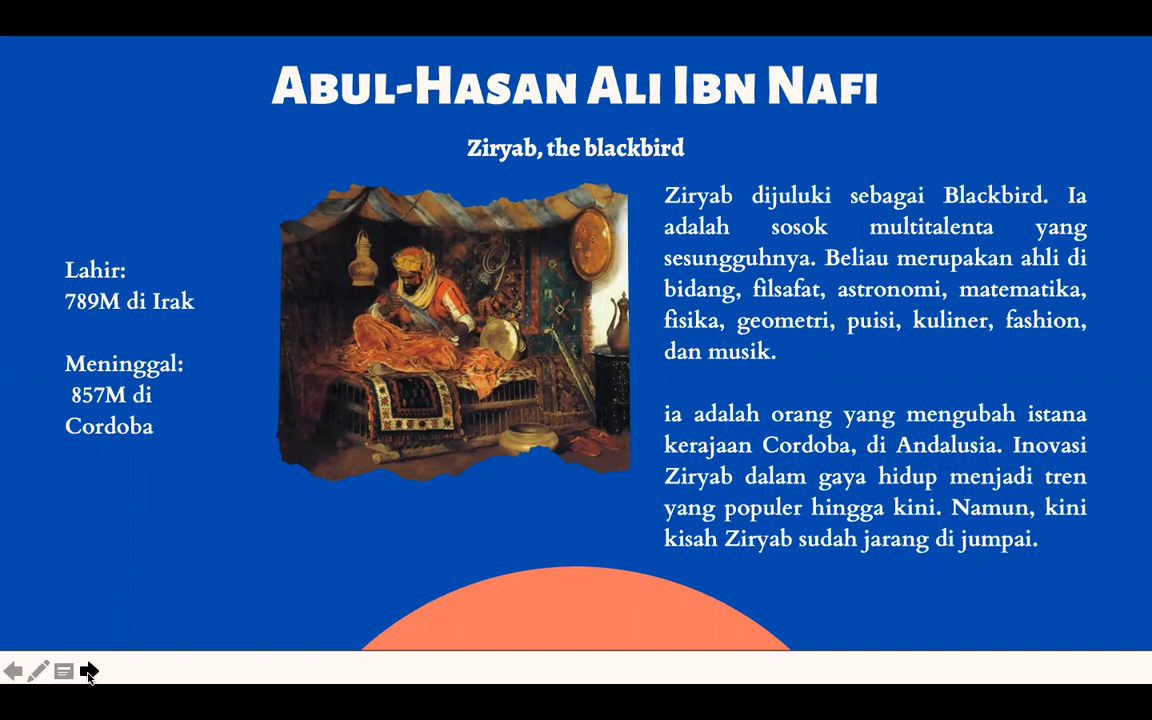 Abul-Hasan Ali Ibn Nafi
Ziryab, the blackbird
Lahir:
789M di Irak
Meninggal:
857M di
Cordoba
Ziryab dijuluki sebagai Blackbird. Ia
adalah sosok multitalenta yang
sesungguhnya. Beliau merupakan ahli di
bidang, filsafat, astronomi, matematika,
fisika, geometri, puisi, kuliner, fashion,
dan musik.
ia adalah orang yang mengubah istana
kerajaan Cordoba, di Andalusia. Inovasi
Ziryab dalam gaya hidup menjadi tren
yang populer hingga kini. Namun, kini
kisah Ziryab sudah jarang di jumpai.